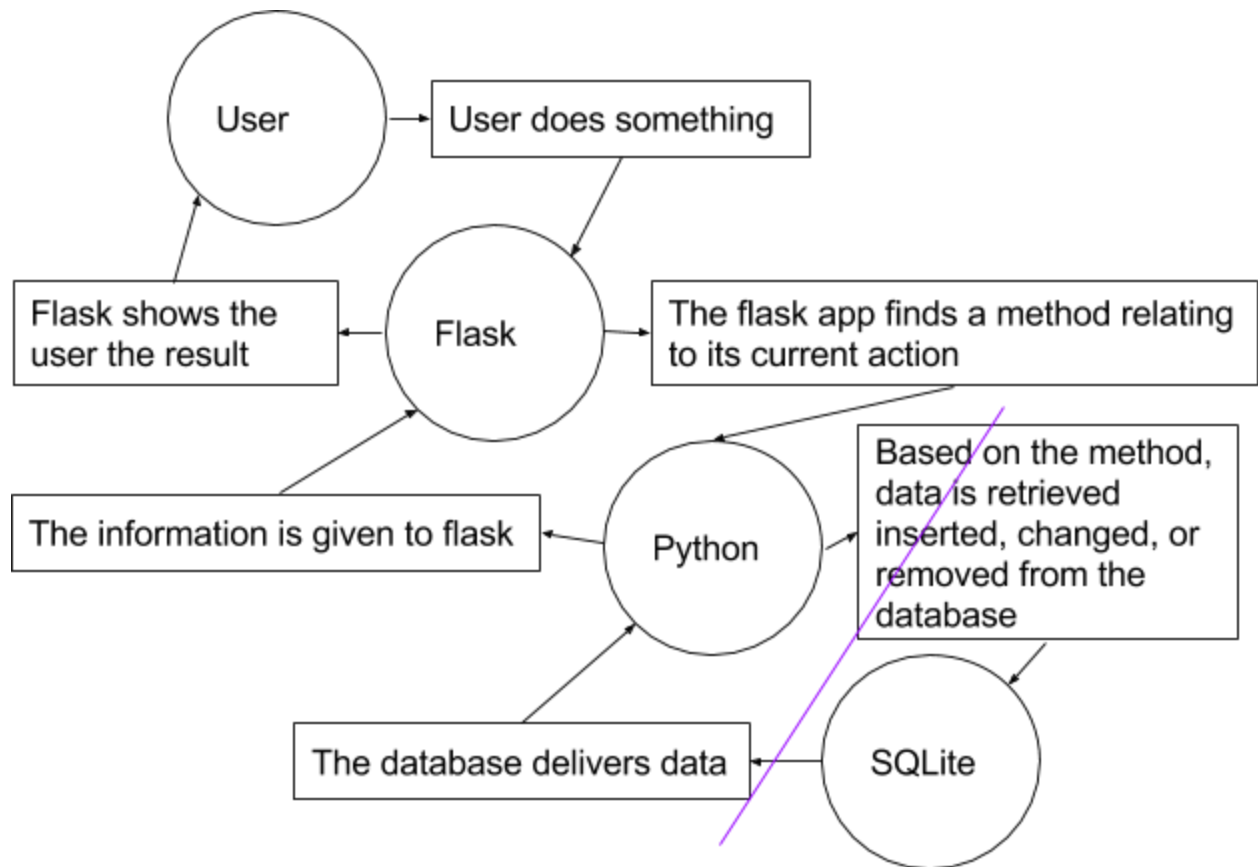 User
User does something
Flask shows the
user the result
Flask
The flask app finds a method relating
to its current action
Based on the method,
data is retrieved
inserted, changed, or
removed from the
database
The information is given to flask
Python
The database delivers data
SQLite